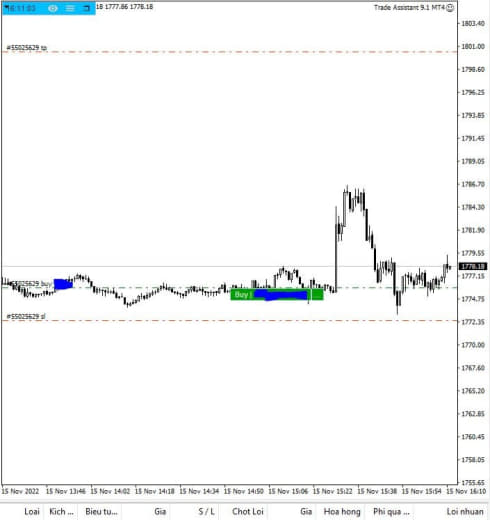 16:11:03 18 1777.86 1778.18
Trade Assistant 9.1 MT4
1803.40
#55025629 tp
1801.00
1798.60
1796.25
1793.85
1791.45
1789.05
1786.70
1784.30
1781.90
1779.55
1778.18
1777.15
#55025629 buy
Buy
1774.75
#55025629 sl
1772.35
1770.00
1767.60
1765.20
1762.85
1760.45
1758.05
1755.65
15 Nov 2022 15 Nov 13:46 15 Nov 14:02 15 Nov 14:18 15 Nov 14:34 15 Nov 14:50 15 Nov 15:06 15 Nov 15:22 15 Nov 15:38 15 Nov 15:54 15 Nov 16:10
Loai Kich ... Bieu tu... Gia S / L Chot Loi Gia Hoa hong Phi qua ... Loi nhuan